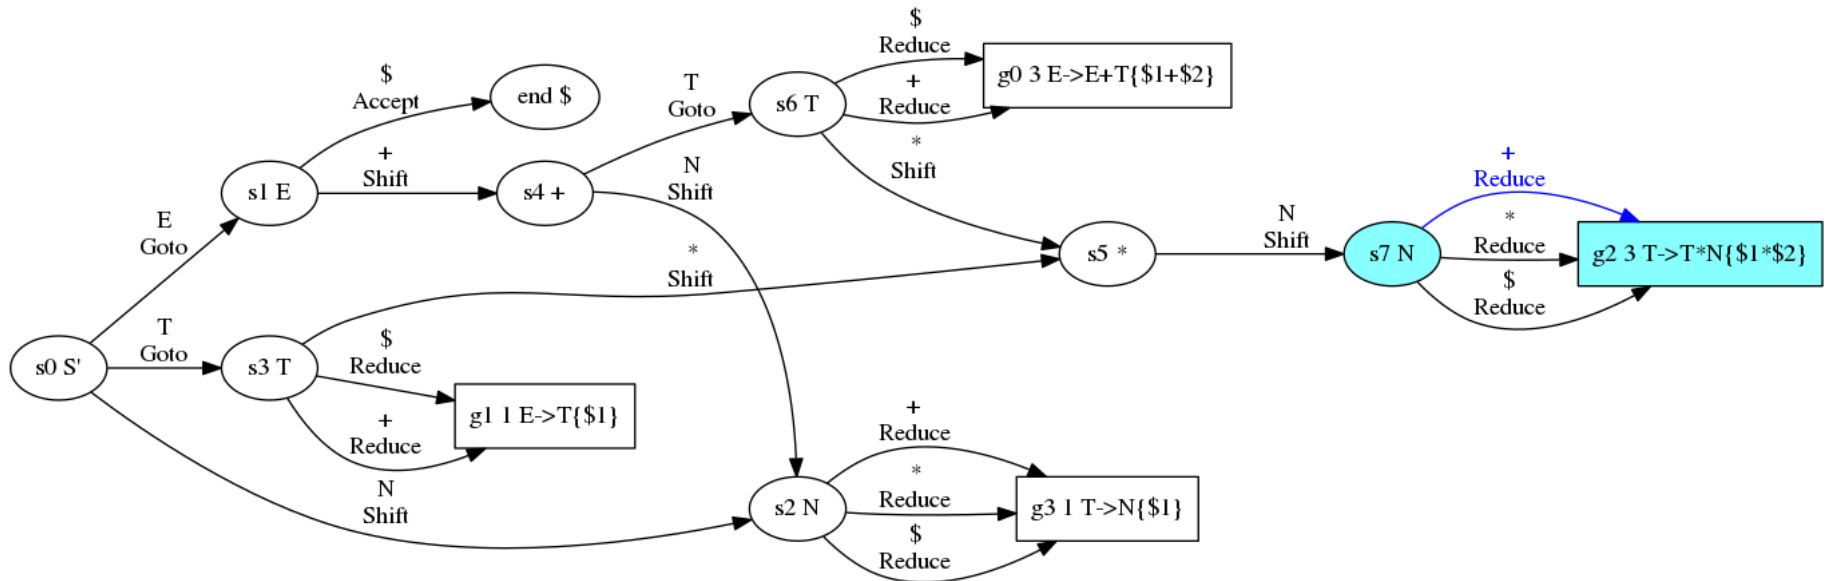 $
Reduce
g0 3 E->E+T{$1+$2}
+
Reduce
s6 T
T
Goto
*
Shift
$
Accept
end $
+
Shift
s1 E
s4 +
N
Shift
E
Goto
*
Shift
s5 *
N
Shift
s7 N
+
Reduce
*
Reduce
$
Reduce
g2 3 T->T*N{$1*$2}
s0 S'
T
Goto
s3 T
$
Reduce
+
Reduce
g1 1 E->T{$1}
N
Shift
s2 N
+
Reduce
*
Reduce
$
Reduce
g3 1 T->N{$1}